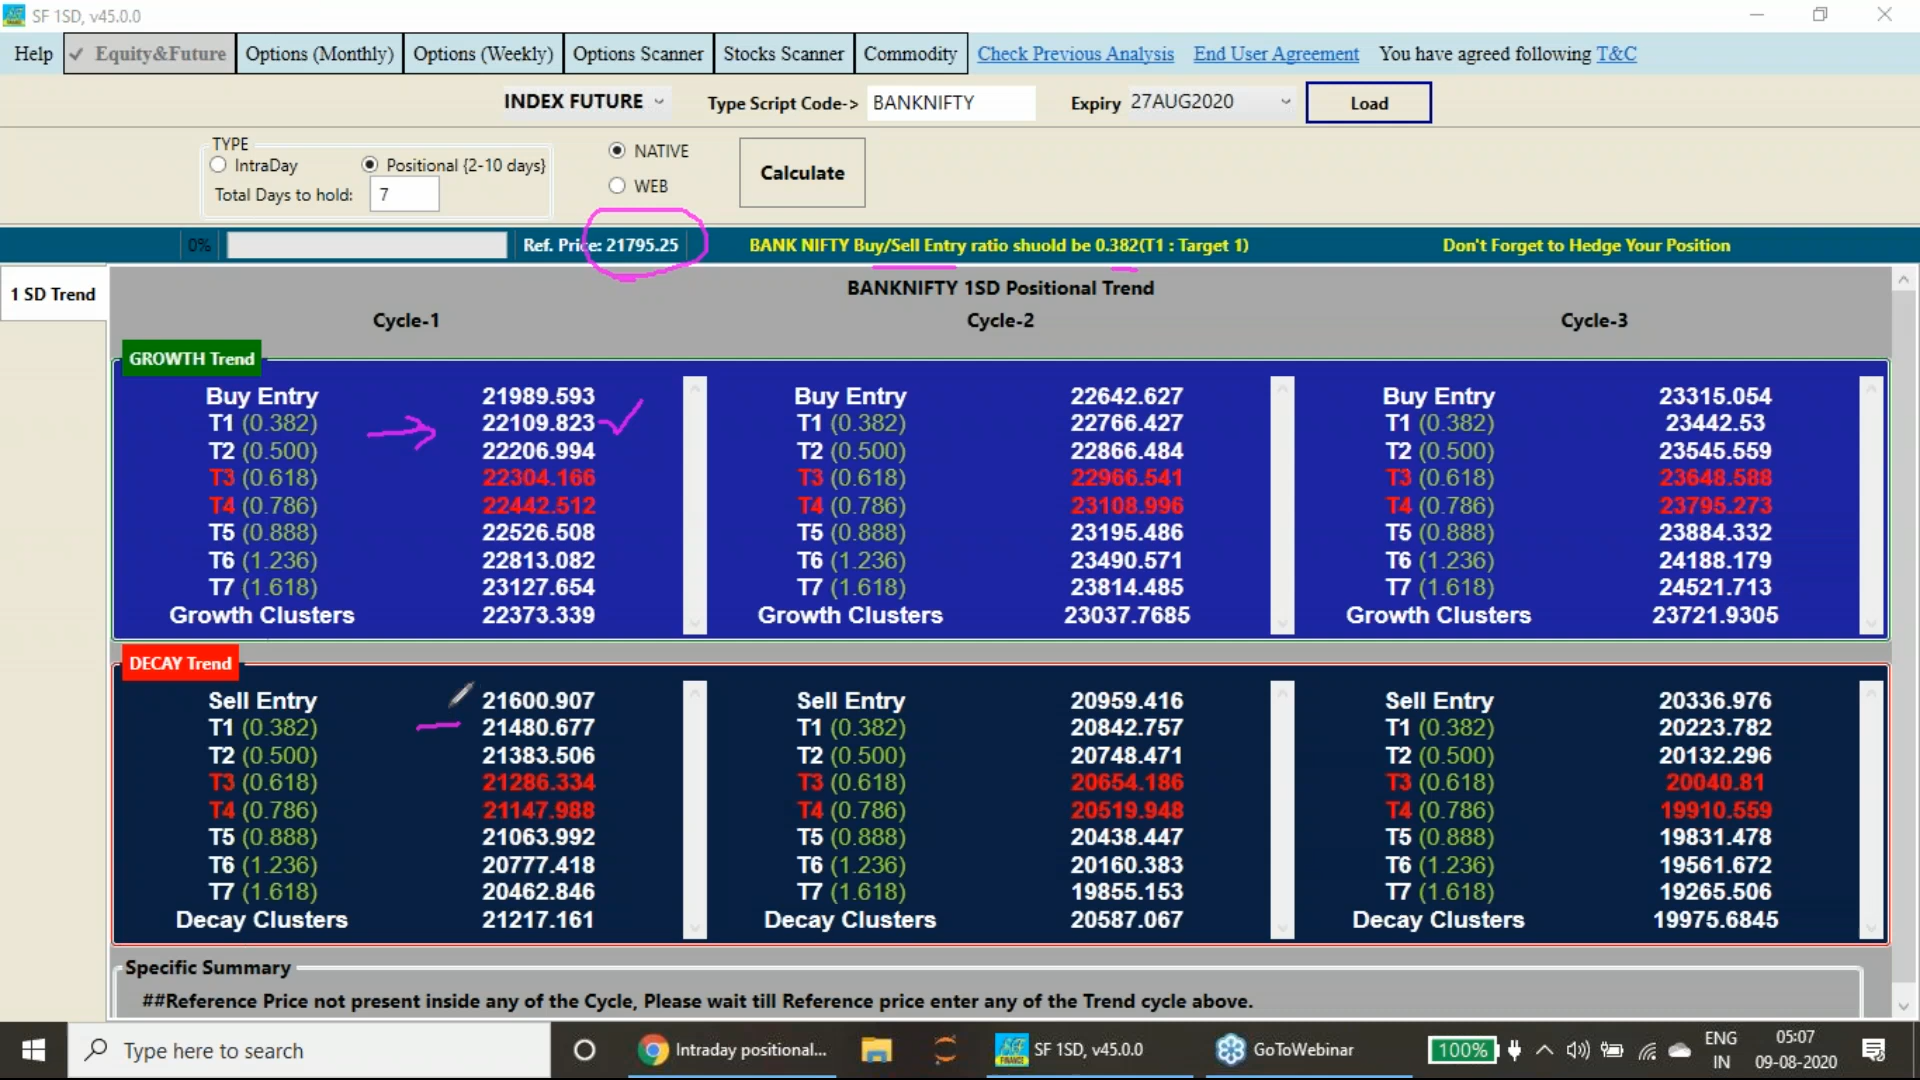 SF 1SD, v45.0.0
Help ✓ Equity&Future Options (Monthly) Options (Weekly) Options Scanner Stocks Scanner Commodity Check Previous Analysis End User Agreement You have agreed following T&C
INDEX FUTURE Type Script Code-> BANKNIFTY Expiry 27AUG2020 Load
TYPE
IntraDay Positional {2-10 days}
Total Days to hold: 7
NATIVE
WEB
Calculate
0% Ref. Price: 21795.25 BANK NIFTY Buy/Sell Entry ratio shuold be 0.382(T1 : Target 1) Don't Forget to Hedge Your Position
1 SD Trend
BANKNIFTY 1SD Positional Trend
Cycle-1 Cycle-2 Cycle-3
GROWTH Trend
Buy Entry 21989.593 Buy Entry 22642.627 Buy Entry 23315.054
T1 (0.382) 22109.823 T1 (0.382) 22766.427 T1 (0.382) 23442.53
T2 (0.500) 22206.994 T2 (0.500) 22866.484 T2 (0.500) 23545.559
T3 (0.618) 22304.166 T3 (0.618) 22966.541 T3 (0.618) 23648.588
T4 (0.786) 22442.512 T4 (0.786) 23108.996 T4 (0.786) 23795.273
T5 (0.888) 22526.508 T5 (0.888) 23195.486 T5 (0.888) 23884.332
T6 (1.236) 22813.082 T6 (1.236) 23490.571 T6 (1.236) 24188.179
T7 (1.618) 23127.654 T7 (1.618) 23814.485 T7 (1.618) 24521.713
Growth Clusters 22373.339 Growth Clusters 23037.7685 Growth Clusters 23721.9305
DECAY Trend
Sell Entry 21600.907 Sell Entry 20959.416 Sell Entry 20336.976
T1 (0.382) 21480.677 T1 (0.382) 20842.757 T1 (0.382) 20223.782
T2 (0.500) 21383.506 T2 (0.500) 20748.471 T2 (0.500) 20132.296
T3 (0.618) 21286.334 T3 (0.618) 20654.186 T3 (0.618) 20040.81
T4 (0.786) 21147.988 T4 (0.786) 20519.948 T4 (0.786) 19910.559
T5 (0.888) 21063.992 T5 (0.888) 20438.447 T5 (0.888) 19831.478
T6 (1.236) 20777.418 T6 (1.236) 20160.383 T6 (1.236) 19561.672
T7 (1.618) 20462.846 T7 (1.618) 19855.153 T7 (1.618) 19265.506
Decay Clusters 21217.161 Decay Clusters 20587.067 Decay Clusters 19975.6845
Specific Summary
##Reference Price not present inside any of the Cycle, Please wait till Reference price enter any of the Trend cycle above.
Type here to search Intraday positional... SF 1SD, v45.0.0 GoToWebinar 100% ENG 05:07
IN 09-08-2020